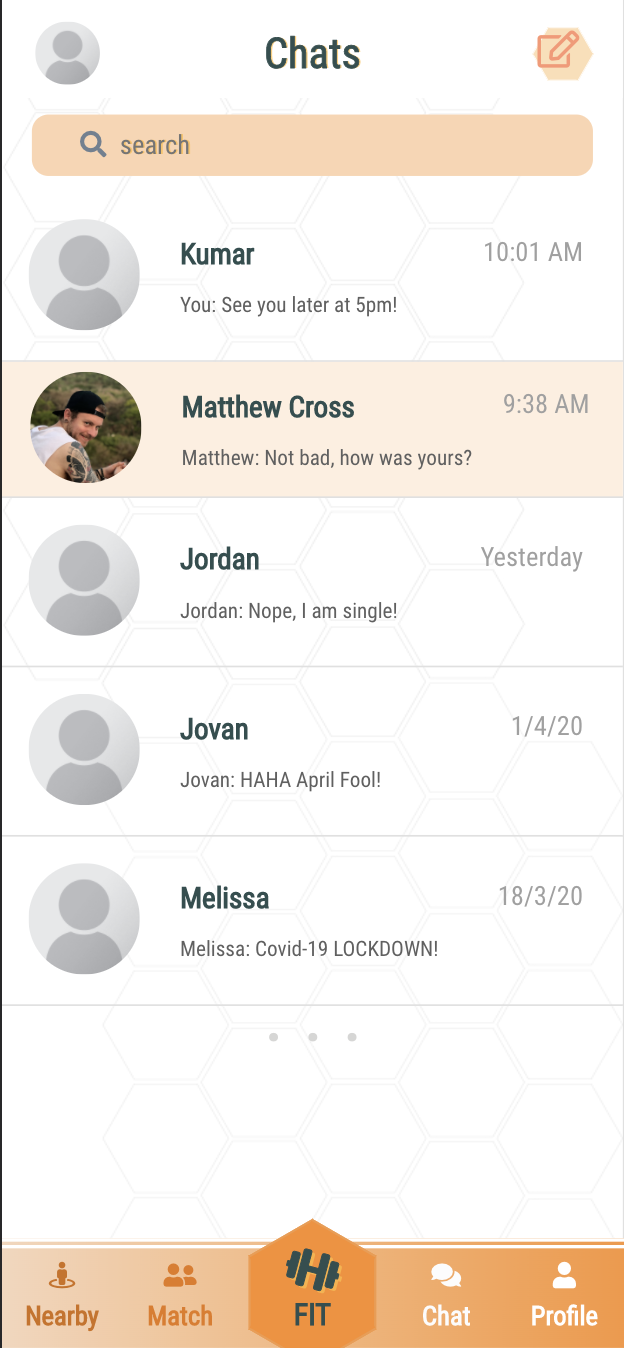 Chats
search
Kumar
10:01 AM
You: See you later at 5pm!
Matthew Cross
9:38 AM
Matthew: Not bad, how was yours?
Jordan
Yesterday
Jordan: Nope, I am single!
Jovan
1/4/20
Jovan: HAHA April Fool!
Melissa
18/3/20
Melissa: Covid-19 LOCKDOWN!
Nearby
Match
FIT
Chat
Profile